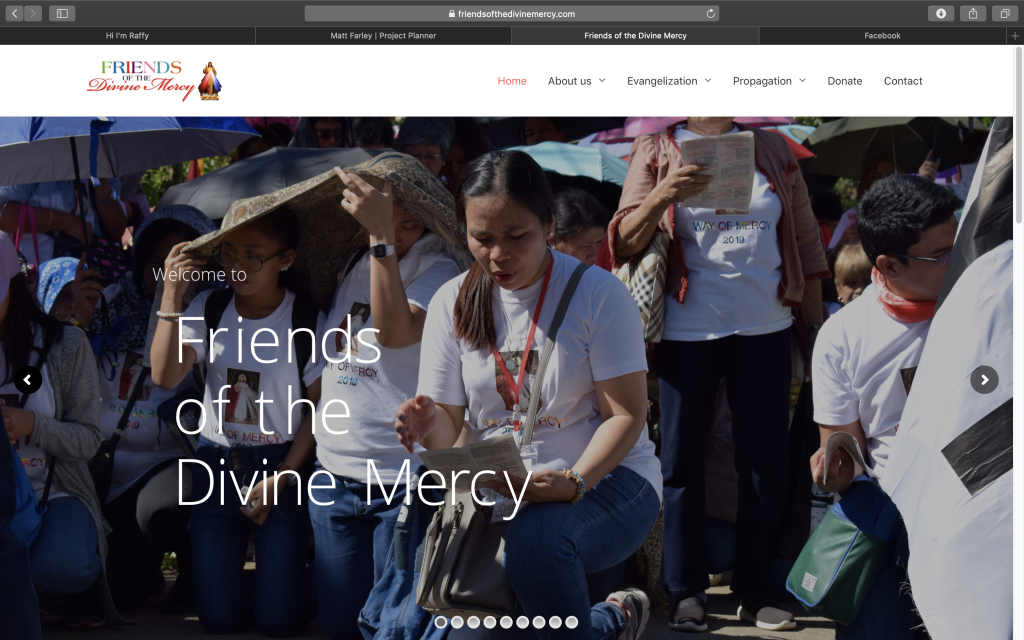 friendsofthedivinemercy.com
Hi I'm Raffy
Matt Farley | Project Planner
Friends of the Divine Mercy
Facebook
FRIENDS
OF THE
Divine Mercy
Home
About us
Evangelization
Propagation
Donate
Contact
WAY OF MERCY
2019
Welcome to
Friends
of the
Divine Mercy
WAY OF MERCY
2019
WAY OF MERCY